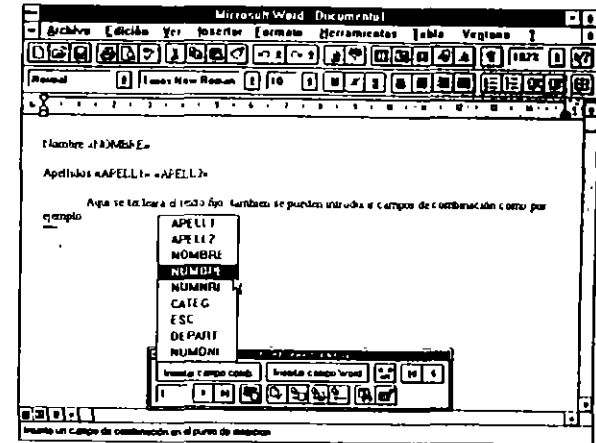 Microsoft Word Documento1
Archivo Edición Ver Insertar Formato Herramientas Tabla Ventana ?
Normal Times New Roman 10
Nombre «NOMBRE»
Apellidos «APELL1» «APELL2»
Aquí se tecleará el texto fijo también se pueden introducir campos de combinación como por
ejemplo
APELL1
APELL2
NOMBRE
CATEG
ESC
DEPART
NUMDNI
Insertar campo comb. Insertar campo Word
1
Inserta un campo de combinación en el punto de inserción